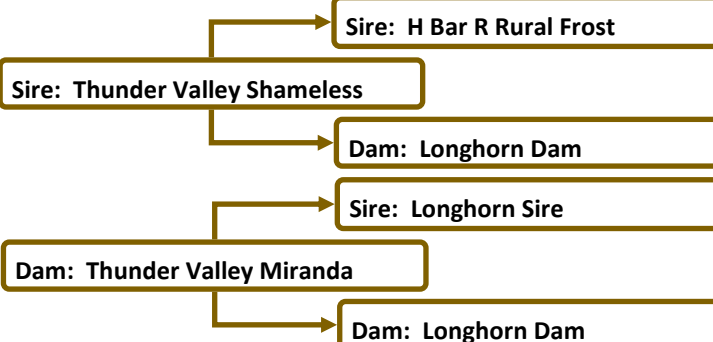 Sire: H Bar R Rural Frost
Sire: Thunder Valley Shameless
Dam: Longhorn Dam
Sire: Longhorn Sire
Dam: Thunder Valley Miranda
Dam: Longhorn Dam